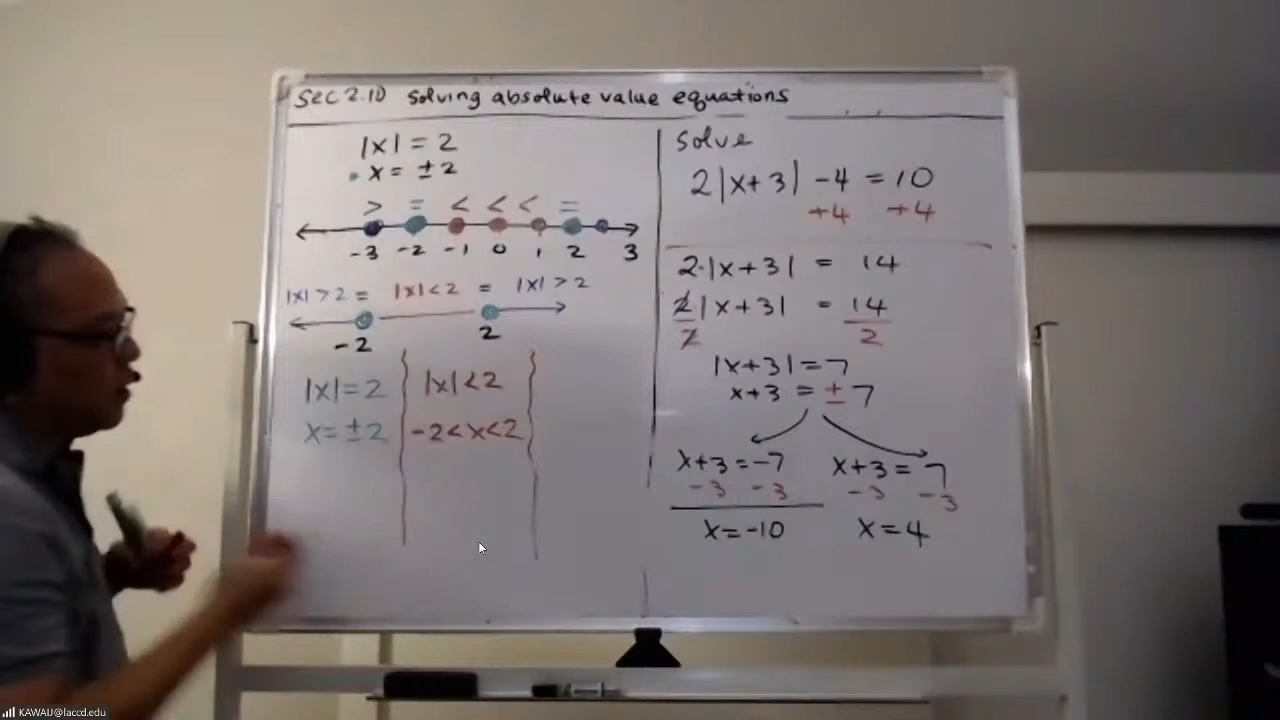 Sec 2.10 Solving absolute value equations
|x| = 2
x = ±2
> = < < < =
-3 -2 -1 0 1 2 3
|x| > 2 = |x| < 2 = |x| > 2
-2 2
|x| = 2 |x| < 2
x = ±2 -2 < x < 2
Solve
2|x+3| - 4 = 10
+4 +4
2·|x+3| = 14
2|x+3| = 14
2 2
|x+3| = 7
x+3 = ±7
x+3 = -7 x+3 = 7
-3 -3 -3 -3
x = -10 x = 4
KAWAIJ@laccd.edu